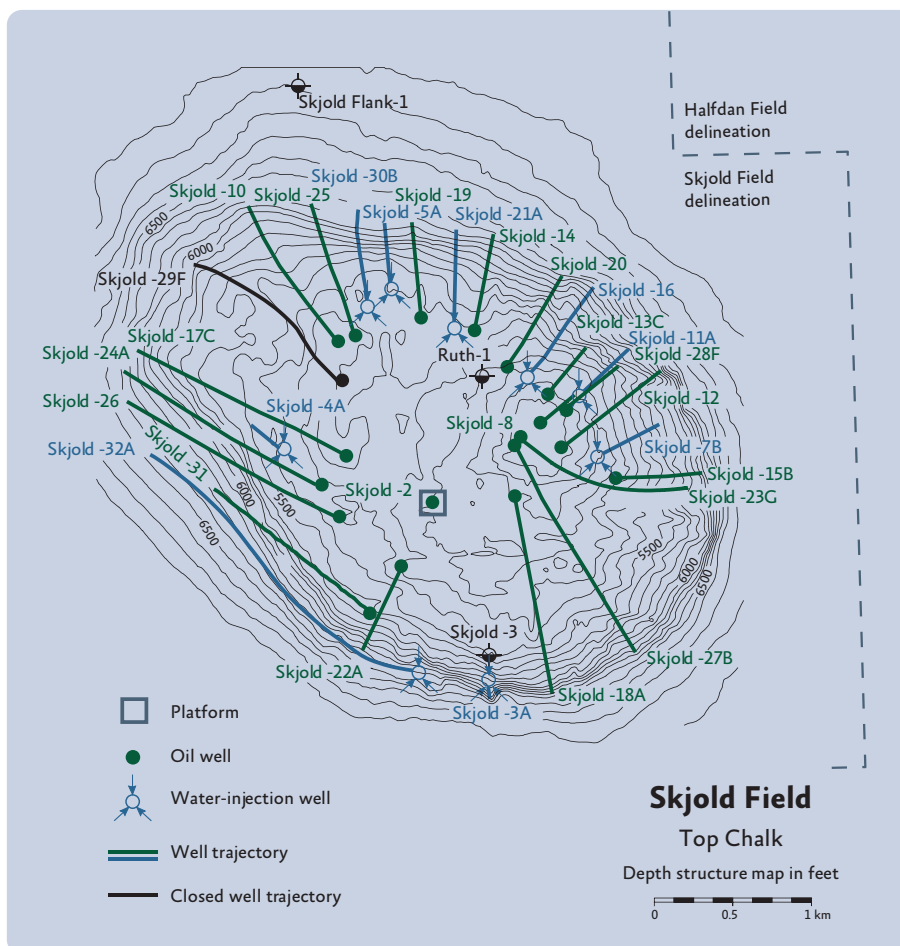 Skjold Flank-1
Halfdan Field
delineation
Skjold Field
delineation
Skjold -30B
Skjold -10
Skjold -25
Skjold -19
Skjold -5A
Skjold -21A
6500
Skjold -14
6000
Skjold -20
Skjold -29F
Skjold -16
Skjold -13C
Skjold -17C
Skjold -11A
Skjold -24A
Ruth-1
Skjold -28F
Skjold -26
Skjold -4A
Skjold -12
Skjold -8
Skjold -32A
Skjold -31
Skjold -7B
Skjold -15B
Skjold -2
Skjold -23G
6000
5500
6500
5500
6000
6500
Skjold -3
Skjold -22A
Skjold -27B
Skjold -18A
Skjold -3A
Platform
Oil well
Water-injection well
Well trajectory
Closed well trajectory
Skjold Field
Top Chalk
Depth structure map in feet
0 0.5 1 km